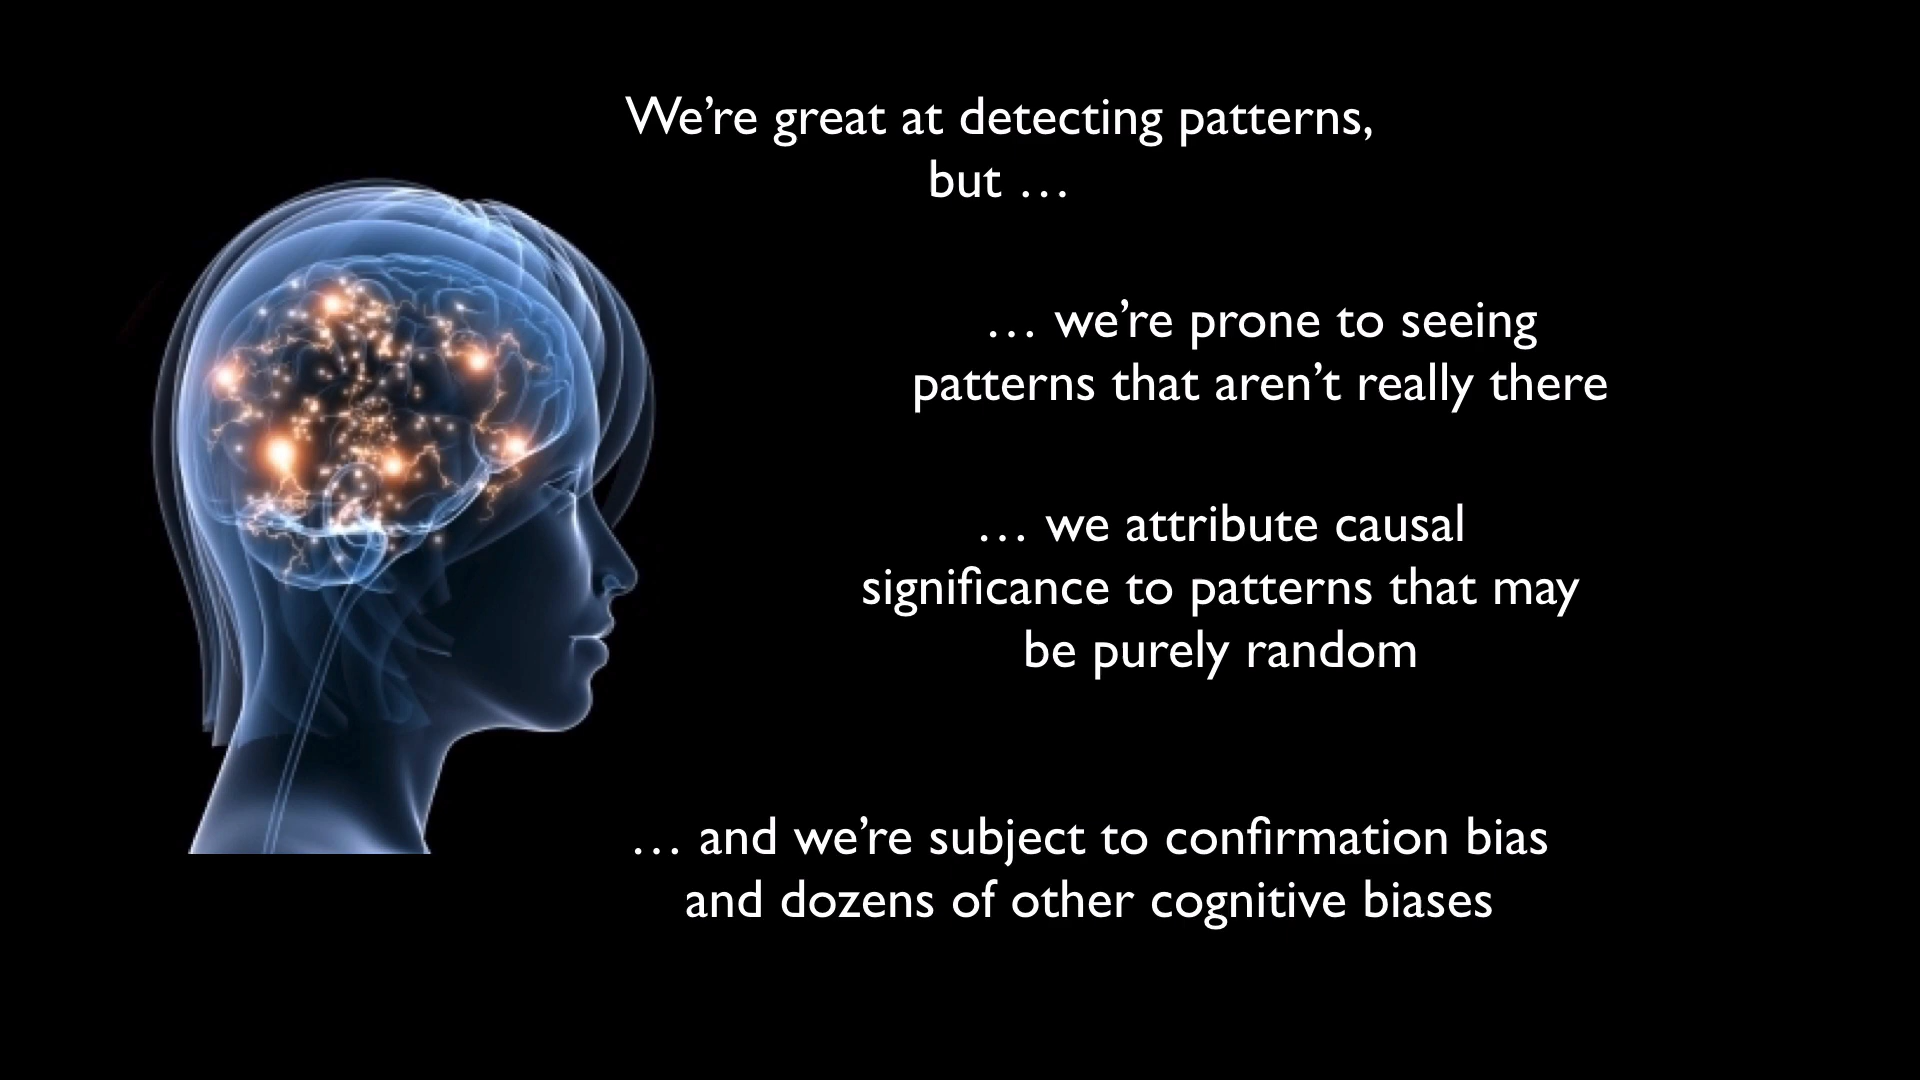 We’re great at detecting patterns,
but …
… we’re prone to seeing
patterns that aren’t really there
… we attribute causal
significance to patterns that may
be purely random
… and we’re subject to confirmation bias
and dozens of other cognitive biases